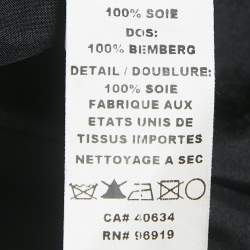 100% SOIE
DOS:
100% BEMBERG
DETAIL / DOUBLURE:
100% SOIE
FABRIQUE AUX
ETATS UNIS DE
TISSUS IMPORTES
NETTOYAGE A SEC
CA# 40634
RN# 96919